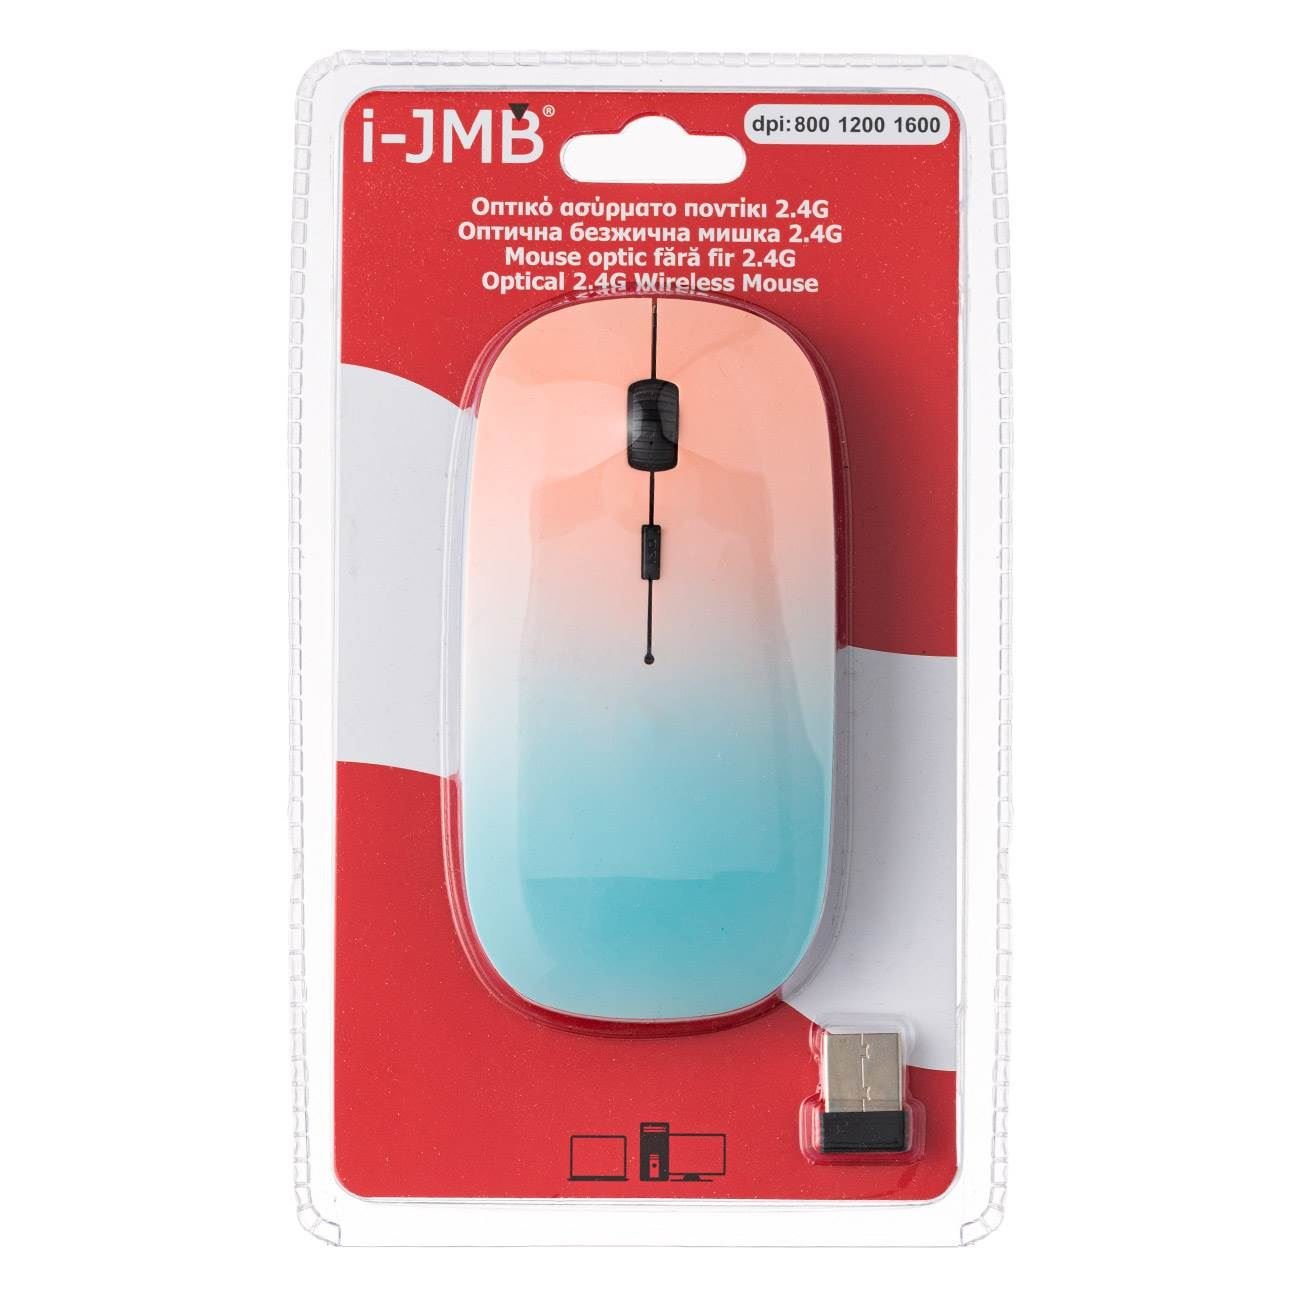 i-JMB®
dpi: 800 1200 1600
Οπτικό ασύρματο ποντίκι 2.4G
Оптична безжична мишка 2.4G
Mouse optic fără fir 2.4G
Optical 2.4G Wireless Mouse